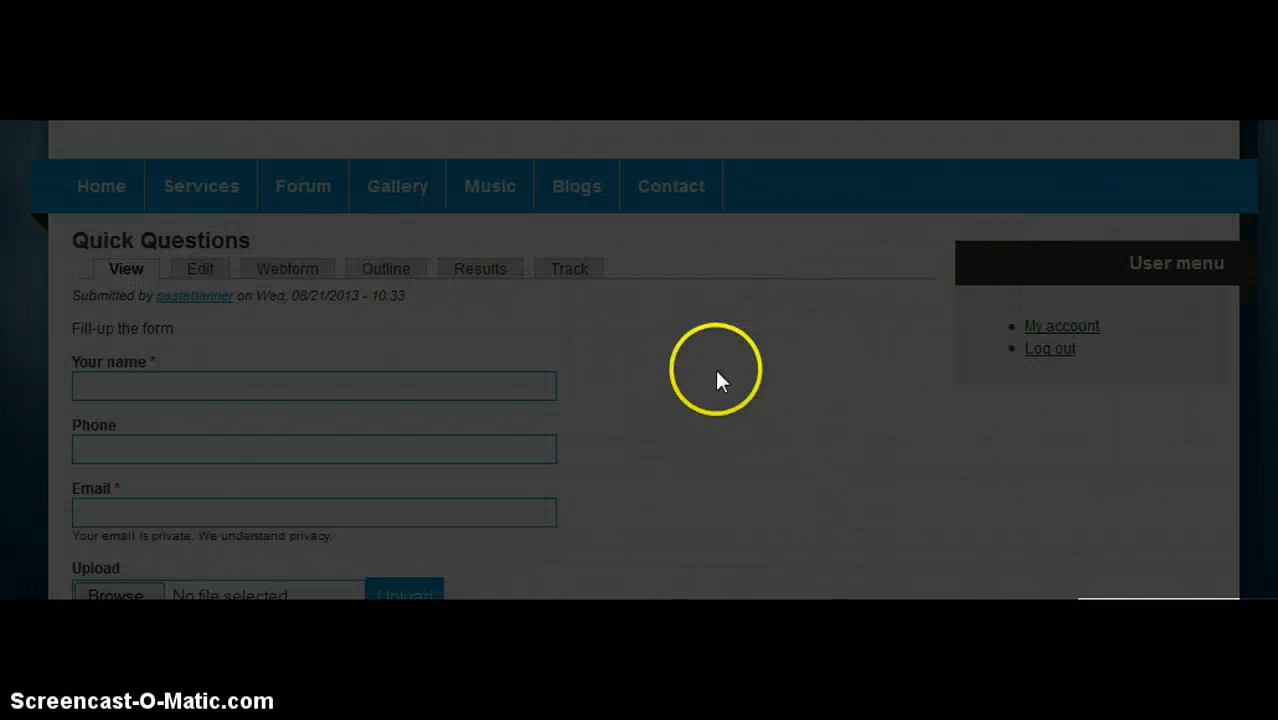 Home Services Forum Gallery Music Blogs Contact
Quick Questions
View Edit Webform Outline Results Track
Submitted by pastebanner on Wed, 08/21/2013 - 10:33
Fill-up the form
Your name *
Phone
Email *
Your email is private. We understand privacy.
Upload
Browse... No file selected. Upload
User menu
My account
Log out
Screencast-O-Matic.com